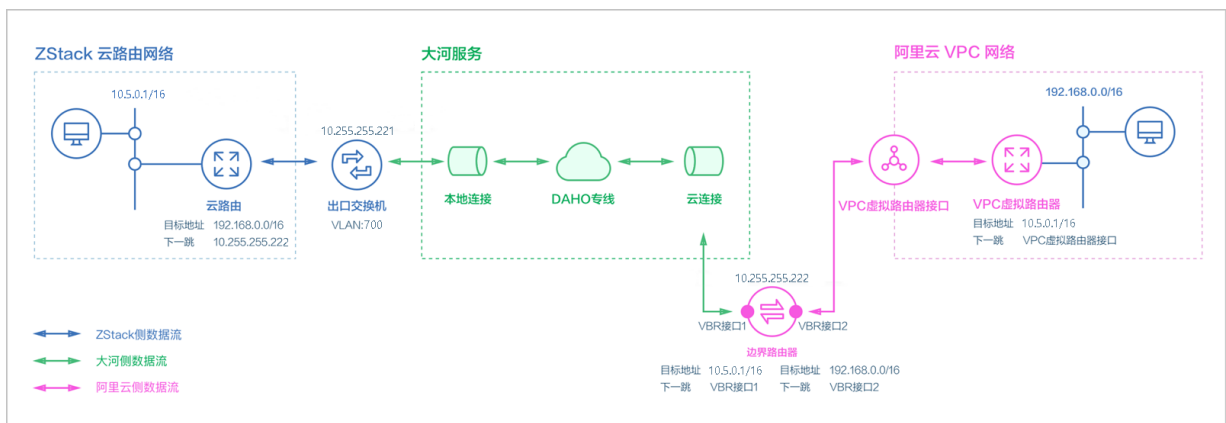 ZStack 云路由网络
大河服务
阿里云 VPC 网络
10.5.0.1/16
192.168.0.0/16
10.255.255.221
云路由
出口交换机
本地连接
DAHO专线
云连接
VPC虚拟路由器接口
VPC虚拟路由器
目标地址 192.168.0.0/16
下一跳 10.255.255.222
VLAN:700
目标地址 10.5.0.1/16
下一跳 VPC虚拟路由器接口
10.255.255.222
VBR接口1
VBR接口2
边界路由器
目标地址 10.5.0.1/16 目标地址 192.168.0.0/16
下一跳 VBR接口1 下一跳 VBR接口2
ZStack侧数据流
大河侧数据流
阿里云侧数据流